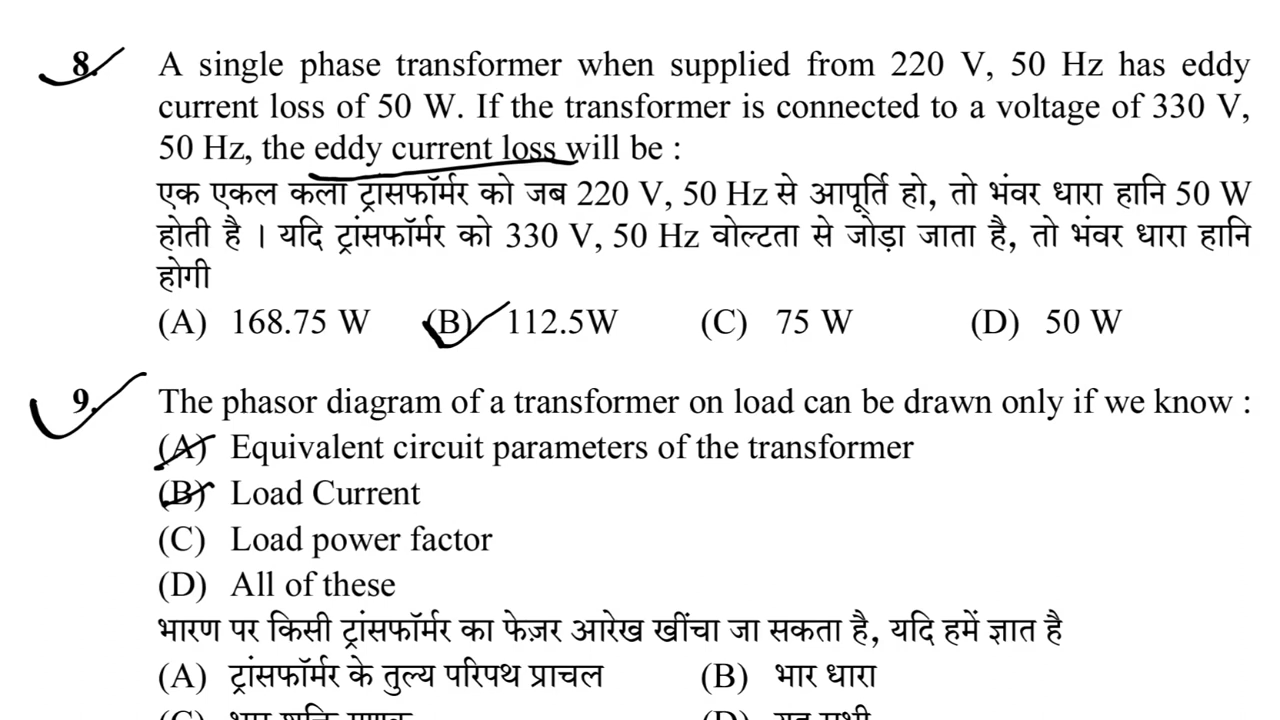 8. A single phase transformer when supplied from 220 V, 50 Hz has eddy
current loss of 50 W. If the transformer is connected to a voltage of 330 V,
50 Hz, the eddy current loss will be :
एक एकल कला ट्रांसफॉर्मर को जब 220 V, 50 Hz से आपूर्ति हो, तो भंवर धारा हानि 50 W
होती है । यदि ट्रांसफॉर्मर को 330 V, 50 Hz वोल्टता से जोड़ा जाता है, तो भंवर धारा हानि
होगी
(A) 168.75 W (B) 112.5W (C) 75 W (D) 50 W
9. The phasor diagram of a transformer on load can be drawn only if we know :
(A) Equivalent circuit parameters of the transformer
(B) Load Current
(C) Load power factor
(D) All of these
भारण पर किसी ट्रांसफॉर्मर का फेज़र आरेख खींचा जा सकता है, यदि हमें ज्ञात है
(A) ट्रांसफॉर्मर के तुल्य परिपथ प्राचल (B) भार धारा